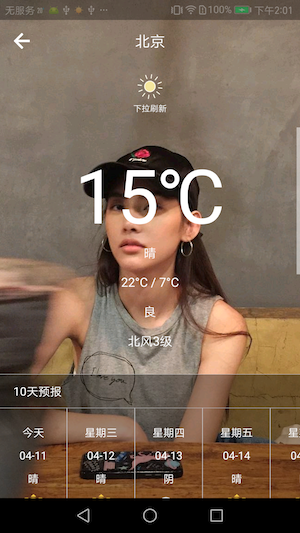 无服务 100% 下午2:01
北京
下拉刷新
15℃
晴
22°C / 7°C
良
北风3级
I love you.
10天预报
今天 星期三 星期四 星期五
04-11 04-12 04-13 04-14
晴 晴 阴 晴